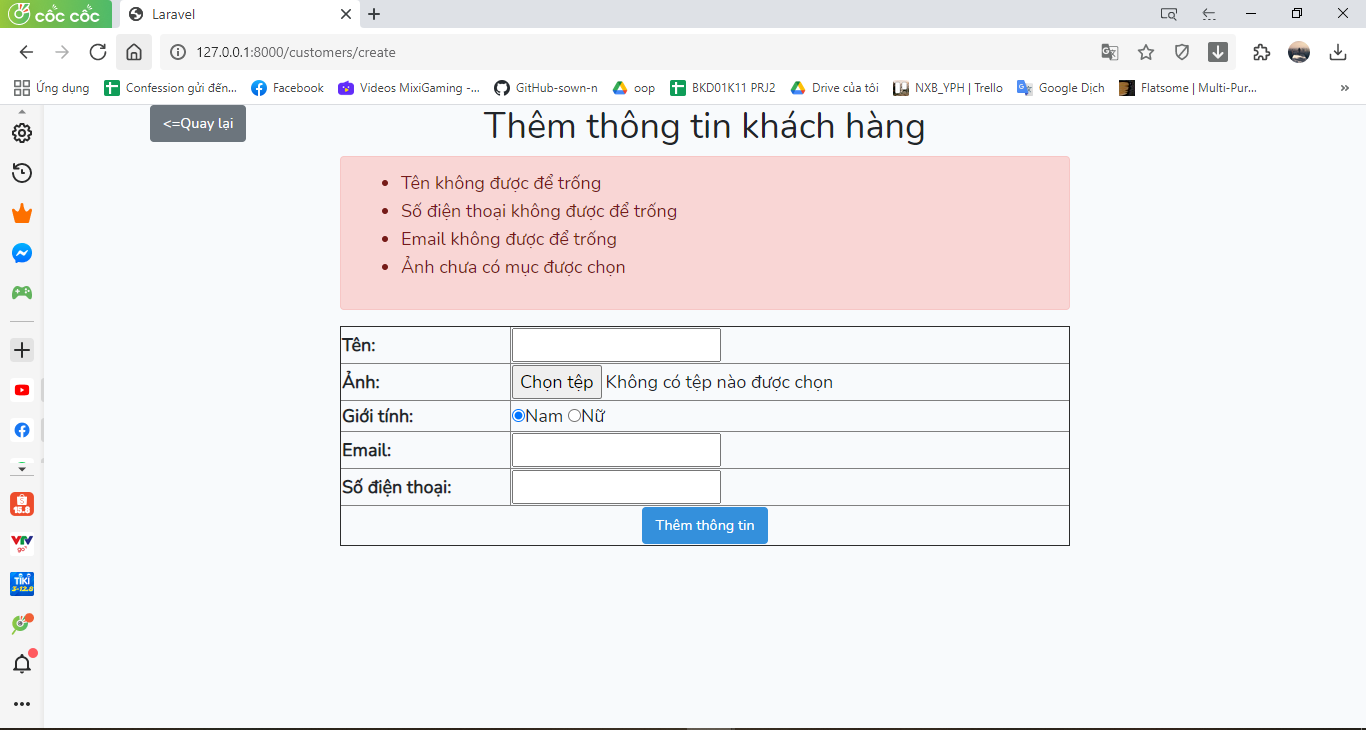 cốc cốc
Laravel
127.0.0.1:8000/customers/create
Ứng dụng
Confession gửi đến...
Facebook
Videos MixiGaming -...
GitHub-sown-n
oop
BKD01K11 PRJ2
Drive của tôi
NXB_YPH | Trello
Google Dịch
Flatsome | Multi-Pur...
<=Quay lại
Thêm thông tin khách hàng
Tên không được để trống
Số điện thoại không được để trống
Email không được để trống
Ảnh chưa có mục được chọn
Tên:
Ảnh: Chọn tệp Không có tệp nào được chọn
Giới tính: Nam Nữ
Email:
Số điện thoại:
Thêm thông tin
15.8
VTV
go
TIKI
5-12.8